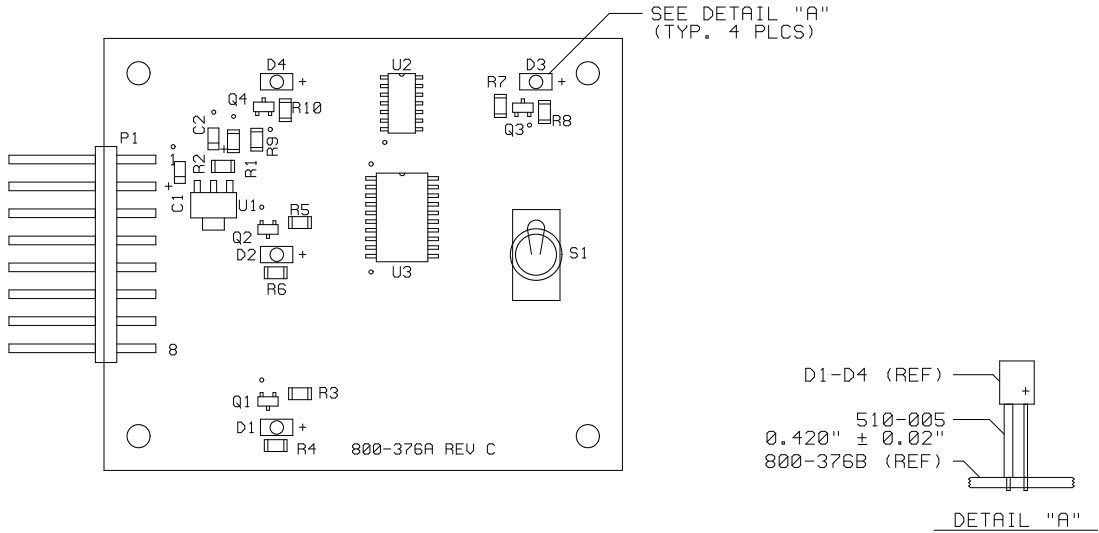 SEE DETAIL "A"
(TYP. 4 PLCS)
D4
U2
D3
R7
Q4
R10
Q3
R8
C2
P1
+
+
+
1
R2
R1
R9
+
+
C1
U1
R5
Q2
D2
+
S1
U3
R6
8
Q1
R3
D1
+
R4
800-376A REV C
D1-D4 (REF)
+
510-005
0.420" ± 0.02"
800-376B (REF)
DETAIL "A"